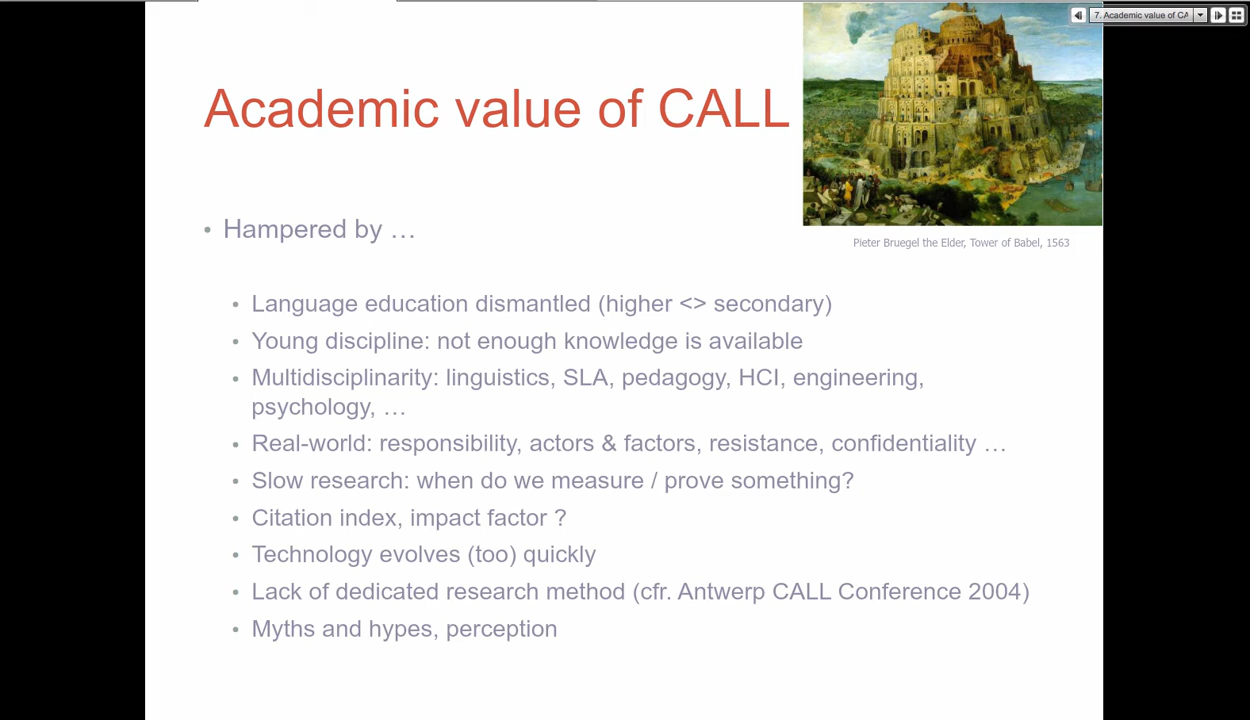 7. Academic value of CA
Academic value of CALL
Pieter Bruegel the Elder, Tower of Babel, 1563
• Hampered by …
• Language education dismantled (higher <> secondary)
• Young discipline: not enough knowledge is available
• Multidisciplinarity: linguistics, SLA, pedagogy, HCI, engineering,
psychology, …
• Real-world: responsibility, actors & factors, resistance, confidentiality …
• Slow research: when do we measure / prove something?
• Citation index, impact factor ?
• Technology evolves (too) quickly
• Lack of dedicated research method (cfr. Antwerp CALL Conference 2004)
• Myths and hypes, perception